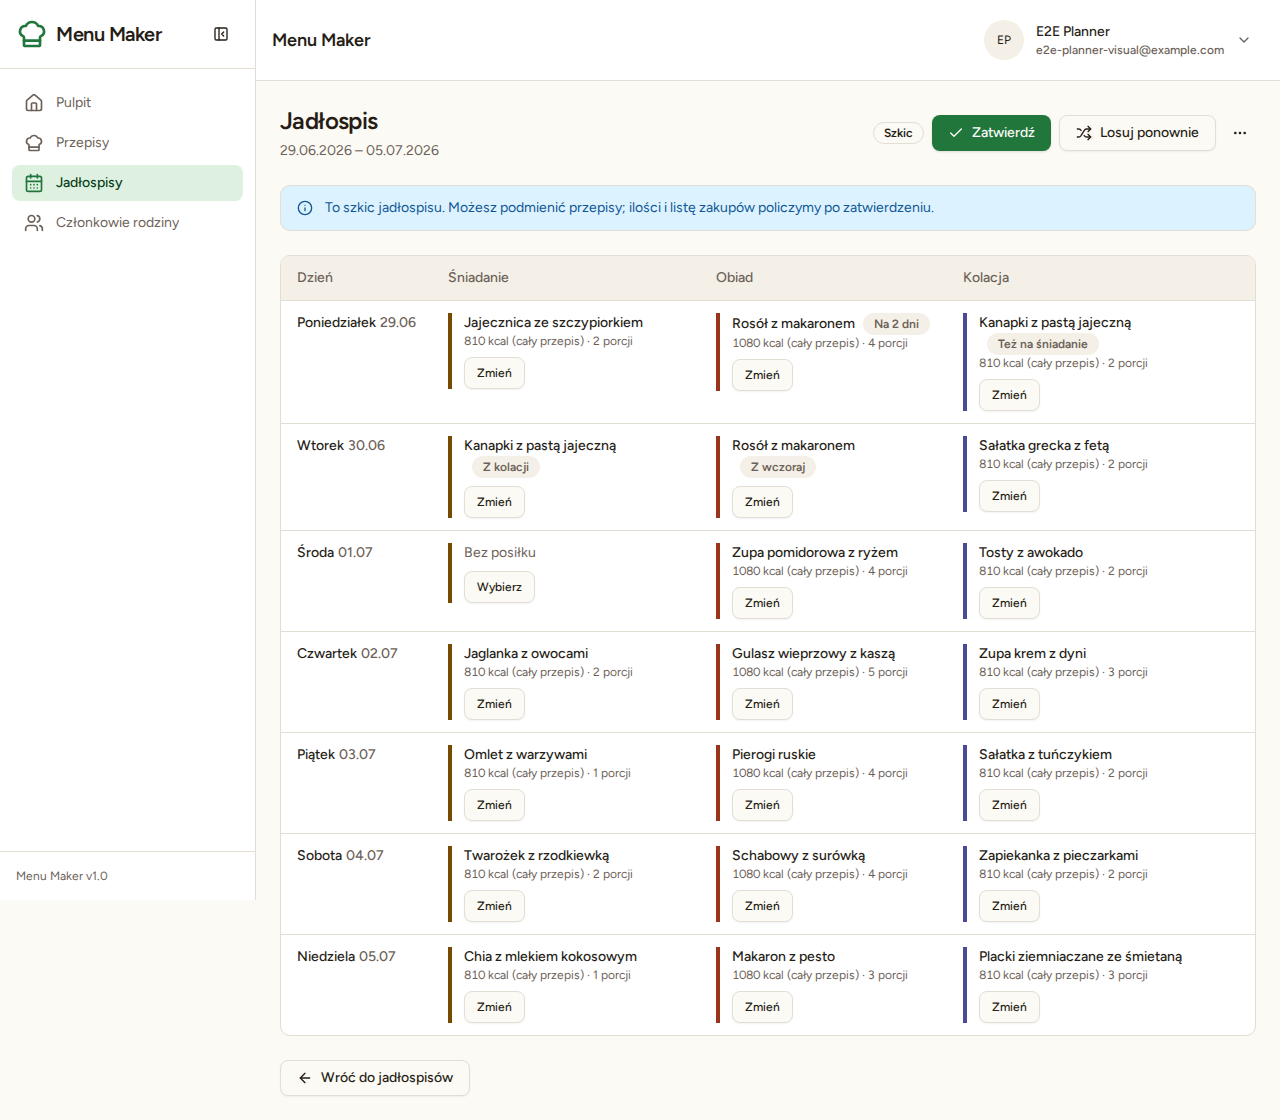 Menu Maker
Menu Maker
EP
E2E Planner
e2e-planner-visual@example.com
Pulpit
Przepisy
Jadłospisy
Członkowie rodziny
Menu Maker v1.0
Jadłospis
29.06.2026 – 05.07.2026
Szkic
Zatwierdź
Losuj ponownie
To szkic jadłospisu. Możesz podmienić przepisy; ilości i listę zakupów policzymy po zatwierdzeniu.
Dzień Śniadanie Obiad Kolacja
Poniedziałek 29.06
Jajecznica ze szczypiorkiem
810 kcal (cały przepis) · 2 porcji
Zmień
Rosół z makaronem Na 2 dni
1080 kcal (cały przepis) · 4 porcji
Zmień
Kanapki z pastą jajeczną
Też na śniadanie
810 kcal (cały przepis) · 2 porcji
Zmień
Wtorek 30.06
Kanapki z pastą jajeczną
Z kolacji
Zmień
Rosół z makaronem
Z wczoraj
Zmień
Sałatka grecka z fetą
810 kcal (cały przepis) · 2 porcji
Zmień
Środa 01.07
Bez posiłku
Wybierz
Zupa pomidorowa z ryżem
1080 kcal (cały przepis) · 4 porcji
Zmień
Tosty z awokado
810 kcal (cały przepis) · 2 porcji
Zmień
Czwartek 02.07
Jaglanka z owocami
810 kcal (cały przepis) · 2 porcji
Zmień
Gulasz wieprzowy z kaszą
1080 kcal (cały przepis) · 5 porcji
Zmień
Zupa krem z dyni
810 kcal (cały przepis) · 3 porcji
Zmień
Piątek 03.07
Omlet z warzywami
810 kcal (cały przepis) · 1 porcji
Zmień
Pierogi ruskie
1080 kcal (cały przepis) · 4 porcji
Zmień
Sałatka z tuńczykiem
810 kcal (cały przepis) · 2 porcji
Zmień
Sobota 04.07
Twarożek z rzodkiewką
810 kcal (cały przepis) · 2 porcji
Zmień
Schabowy z surówką
1080 kcal (cały przepis) · 4 porcji
Zmień
Zapiekanka z pieczarkami
810 kcal (cały przepis) · 2 porcji
Zmień
Niedziela 05.07
Chia z mlekiem kokosowym
810 kcal (cały przepis) · 1 porcji
Zmień
Makaron z pesto
1080 kcal (cały przepis) · 3 porcji
Zmień
Placki ziemniaczane ze śmietaną
810 kcal (cały przepis) · 3 porcji
Zmień
Wróć do jadłospisów